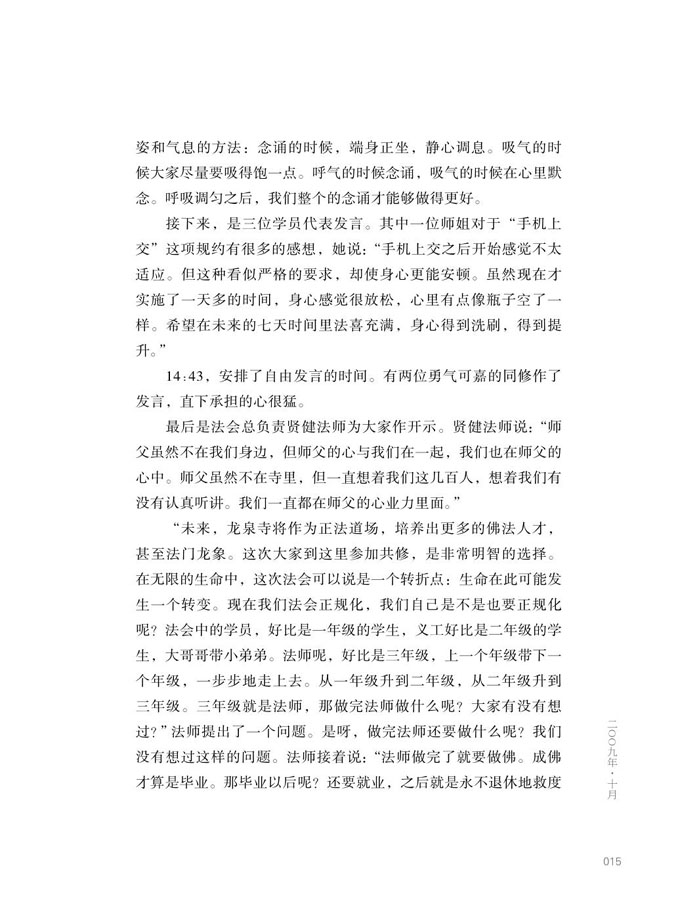 姿和气息的方法：念诵的时候，端身正坐，静心调息。吸气的时
候大家尽量要吸得饱一点。呼气的时候念诵，吸气的时候在心里默
念。呼吸调匀之后，我们整个的念诵才能够做得更好。
接下来，是三位学员代表发言。其中一位师姐对于“手机上
交”这项规约有很多的感想，她说：“手机上交之后开始感觉不太
适应。但这种看似严格的要求，却使身心更能安顿。虽然现在才
实施了一天多的时间，身心感觉很放松，心里有点像瓶子空了一
样。希望在未来的七天时间里法喜充满，身心得到洗刷，得到提
升。”
14:43，安排了自由发言的时间。有两位勇气可嘉的同修作了
发言，直下承担的心很猛。
最后是法会总负责贤健法师为大家作开示。贤健法师说：“师
父虽然不在我们身边，但师父的心与我们在一起，我们也在师父的
心中。师父虽然不在寺里，但一直想着我们这几百人，想着我们有
没有认真听讲。我们一直都在师父的心业力里面。”
“未来，龙泉寺将作为正法道场，培养出更多的佛法人才，
甚至法门龙象。这次大家到这里参加共修，是非常明智的选择。
在无限的生命中，这次法会可以说是一个转折点：生命在此可能发
生一个转变。现在我们法会正规化，我们自己是不是也要正规化
呢？法会中的学员，好比是一年级的学生，义工好比是二年级的学
生，大哥哥带小弟弟。法师呢，好比是三年级，上一个年级带下一
个年级，一步步地走上去。从一年级升到二年级，从二年级升到
三年级。三年级就是法师，那做完法师做什么呢？大家有没有想
过？”法师提出了一个问题。是呀，做完法师还要做什么呢？我们
没有想过这样的问题。法师接着说：“法师做完了就要做佛。成佛
才算是毕业。那毕业以后呢？还要就业，之后就是永不退休地救度
二〇〇九年·十月
015